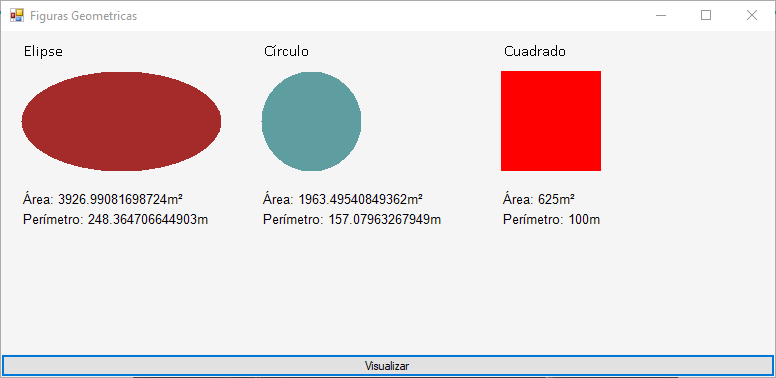 Figuras Geometricas
Elipse
Círculo
Cuadrado
Área: 3926.99081698724m²
Perímetro: 248.364706644903m
Área: 1963.49540849362m²
Perímetro: 157.07963267949m
Área: 625m²
Perímetro: 100m
Visualizar